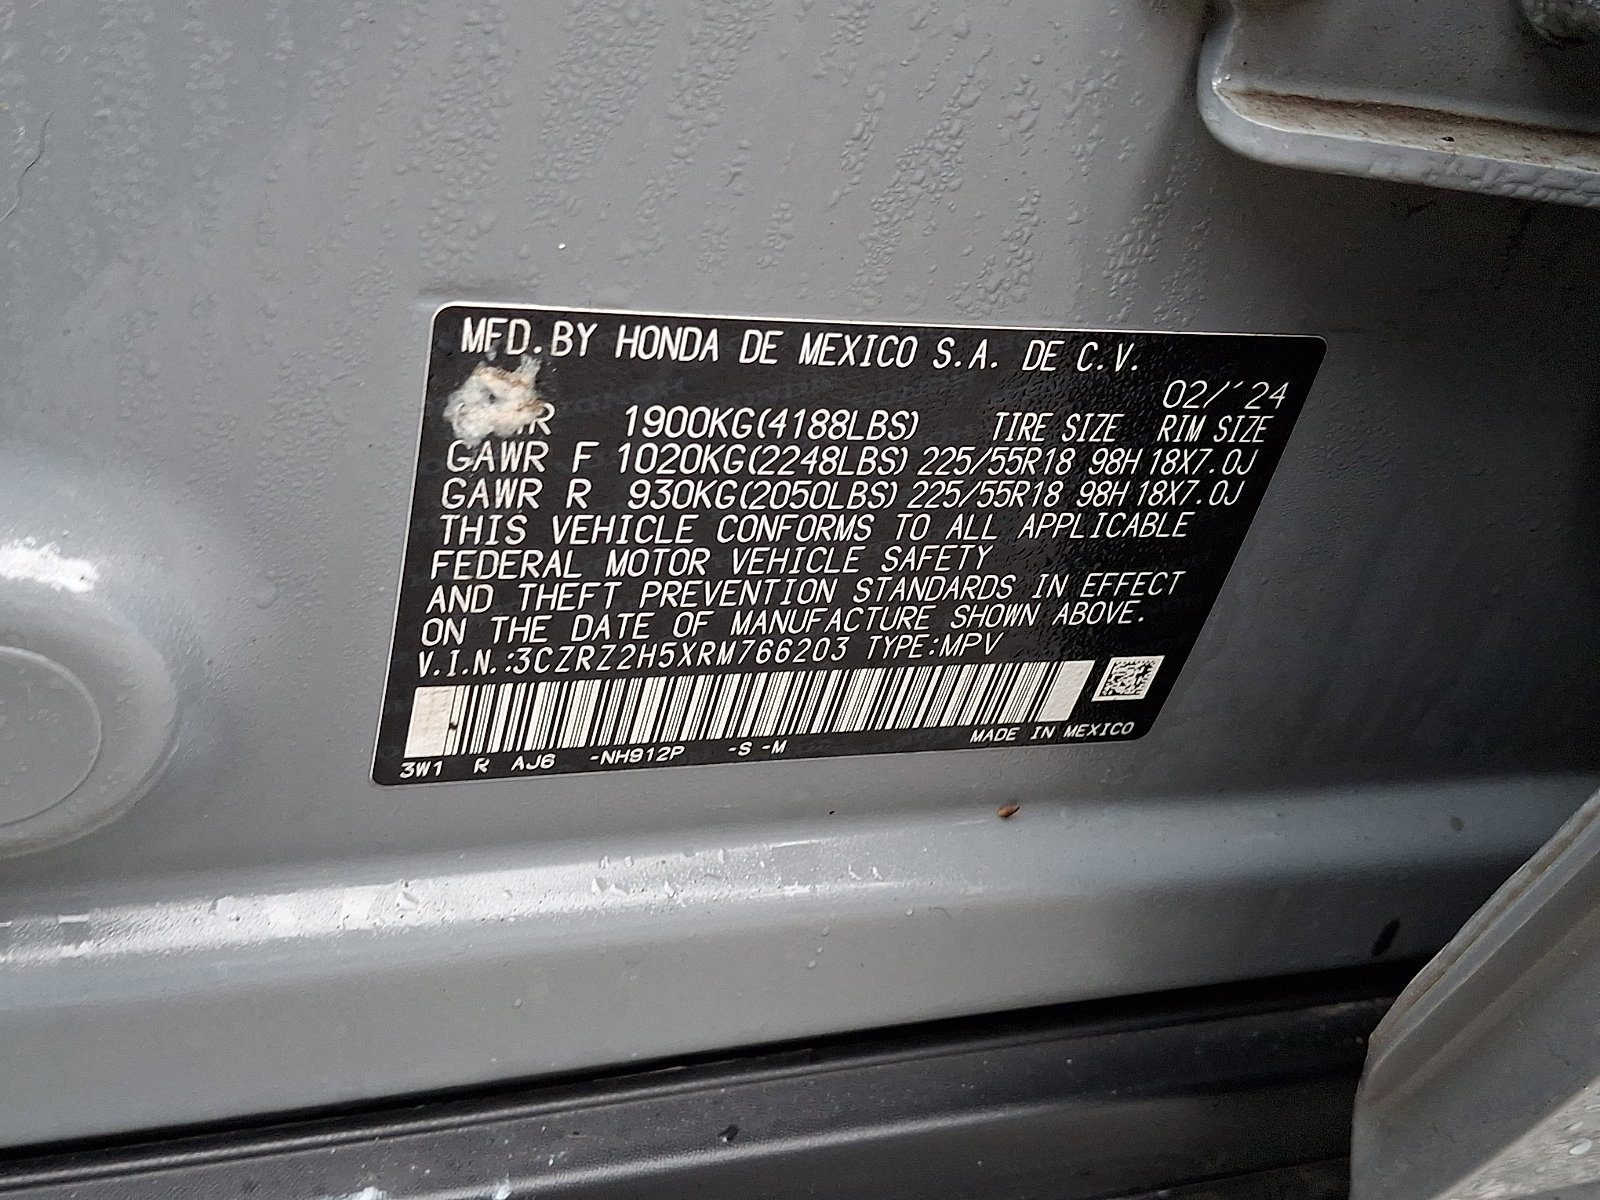 MFD. BY HONDA DE MEXICO S.A. DE C.V.
02/'24
1900KG(4188LBS) TIRE SIZE RIM SIZE
GAWR F 1020KG(2248LBS) 225/55R18 98H 18X7.0J
GAWR R 930KG(2050LBS) 225/55R18 98H 18X7.0J
THIS VEHICLE CONFORMS TO ALL APPLICABLE
FEDERAL MOTOR VEHICLE SAFETY
AND THEFT PREVENTION STANDARDS IN EFFECT
ON THE DATE OF MANUFACTURE SHOWN ABOVE.
V.I.N.:3CZRZ2H5XRM766203 TYPE:MPV
3W1 R AJ6 -NH912P -S -M MADE IN MEXICO